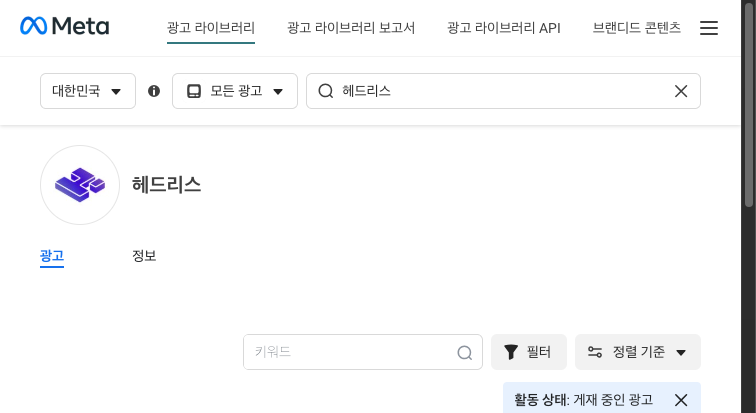 Meta
광고 라이브러리 광고 라이브러리 보고서 광고 라이브러리 API 브랜디드 콘텐츠
대한민국 모든 광고 헤드리스
헤드리스
광고 정보
키워드 필터 정렬 기준
활동 상태: 게재 중인 광고